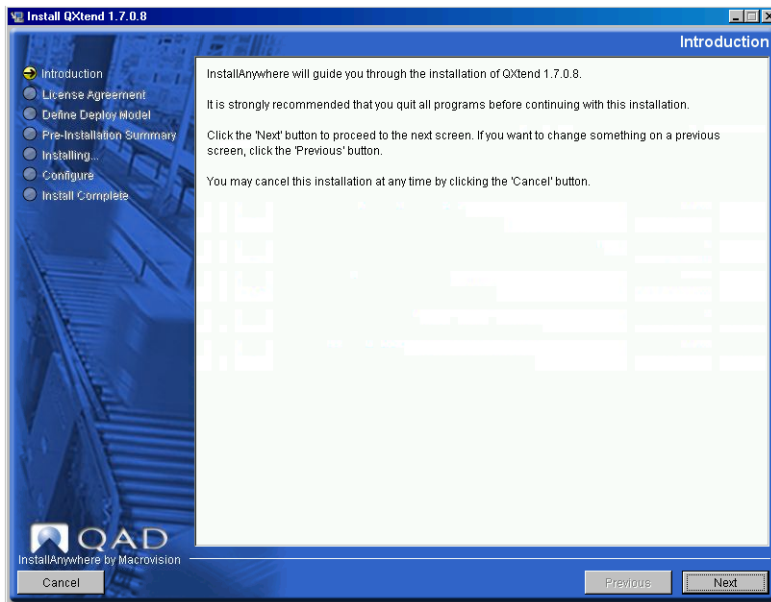 Install QXtend 1.7.0.8
Introduction
Introduction
License Agreement
Define Deploy Model
Pre-Installation Summary
Installing...
Configure
Install Complete
InstallAnywhere will guide you through the installation of QXtend 1.7.0.8.
It is strongly recommended that you quit all programs before continuing with this installation.
Click the 'Next' button to proceed to the next screen. If you want to change something on a previous
screen, click the 'Previous' button.
You may cancel this installation at any time by clicking the 'Cancel' button.
QAD
InstallAnywhere by Macrovision
Cancel
Previous
Next